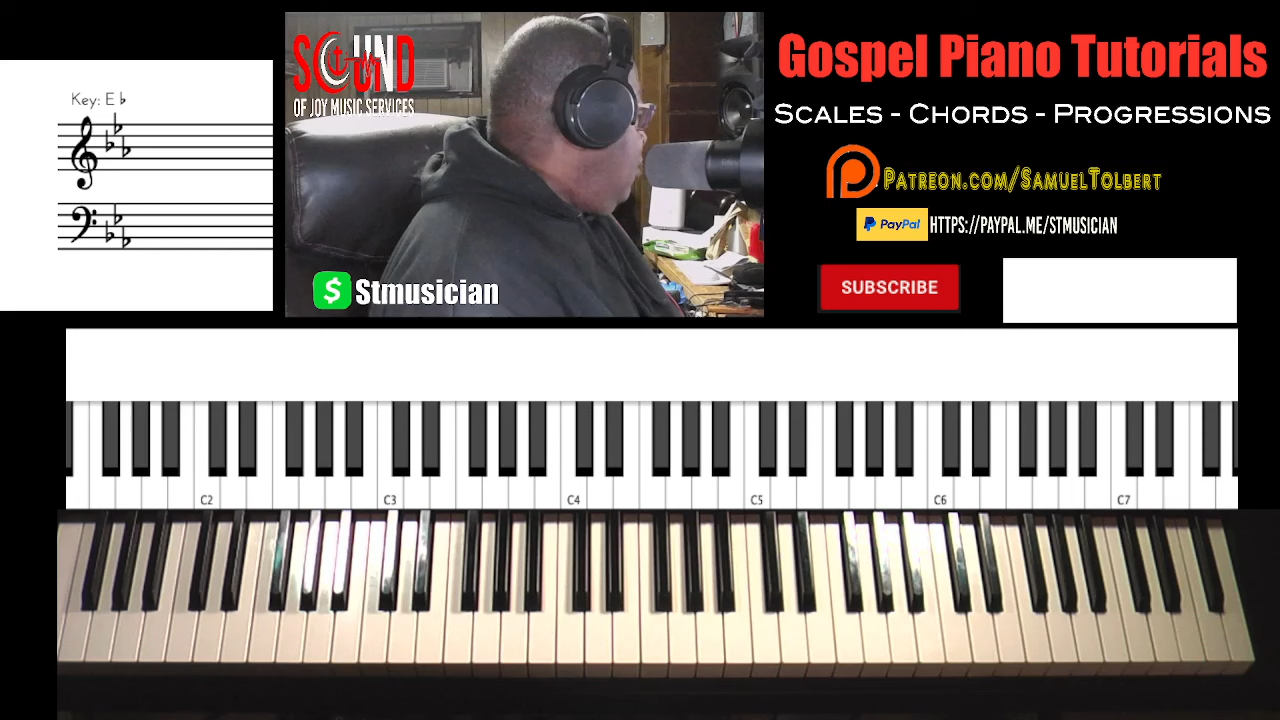 Key: E♭
SOUND
OF JOY MUSIC SERVICES
$ Stmusician
Gospel Piano Tutorials
SCALES - CHORDS - PROGRESSIONS
PATREON.COM/SAMUELTOLBERT
PayPal HTTPS://PAYPAL.ME/STMUSICIAN
SUBSCRIBE
C2 C3 C4 C5 C6 C7